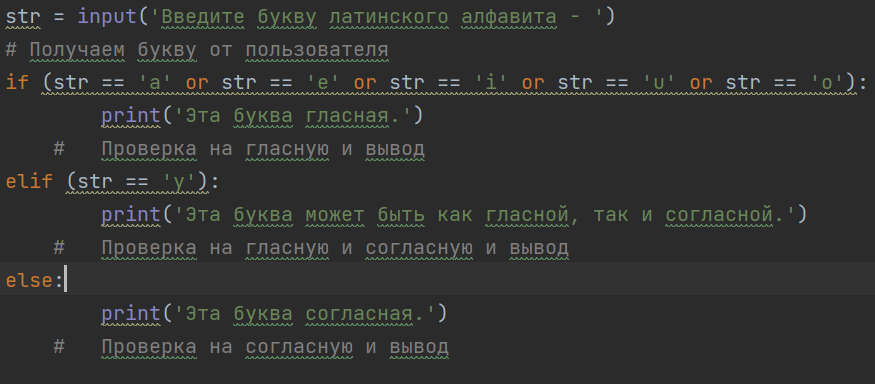 str = input('Введите букву латинского алфавита - ')
# Получаем букву от пользователя
if (str == 'a' or str == 'e' or str == 'i' or str == 'u' or str == 'o'):
        print('Эта буква гласная.')
    #   Проверка на гласную и вывод
elif (str == 'y'):
        print('Эта буква может быть как гласной, так и согласной.')
    #   Проверка на гласную и согласную и вывод
else:
        print('Эта буква согласная.')
    #   Проверка на согласную и вывод